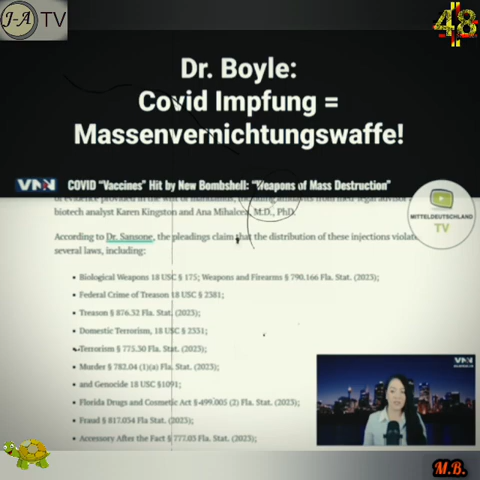 J-A TV
48
Dr. Boyle:
Covid Impfung =
Massenvernichtungswaffe!
VNN COVID “Vaccines” Hit by New Bombshell: “Weapons of Mass Destruction”
biotech analyst Karen Kingston and Ana Mihalcea, M.D., PhD.
MITTELDEUTSCHLAND
TV
According to Dr. Sansone, the pleadings claim that the distribution of these injections violat
several laws, including:
• Biological Weapons 18 USC § 175; Weapons and Firearms § 790.166 Fla. Stat. (2023);
• Federal Crime of Treason 18 USC § 2381;
• Treason § 876.32 Fla. Stat. (2023);
• Domestic Terrorism, 18 USC § 2331;
• Terrorism § 775.30 Fla. Stat. (2023);
• Murder § 782.04 (1)(a) Fla. Stat. (2023);
• and Genocide 18 USC §1091;
• Florida Drugs and Cosmetic Act § 499.005 (2) Fla. Stat. (2023);
• Fraud § 817.034 Fla Stat. (2023);
• Accessory After the Fact § 777.03 Fla. Stat. (2023);
VNN
M.B.